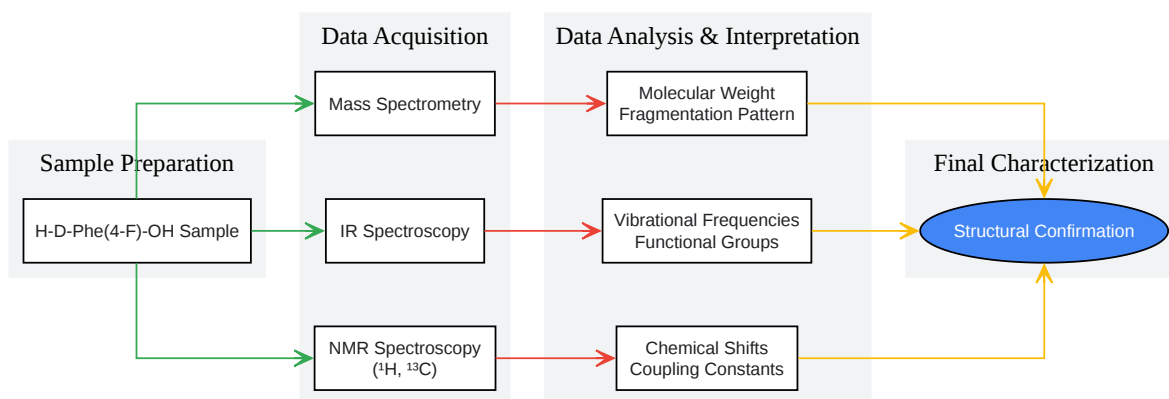 Data Acquisition
Data Analysis & Interpretation
Mass Spectrometry
Molecular Weight
Fragmentation Pattern
Sample Preparation
Final Characterization
H-D-Phe(4-F)-OH Sample
IR Spectroscopy
Vibrational Frequencies
Functional Groups
Structural Confirmation
NMR Spectroscopy
(¹H, ¹³C)
Chemical Shifts
Coupling Constants